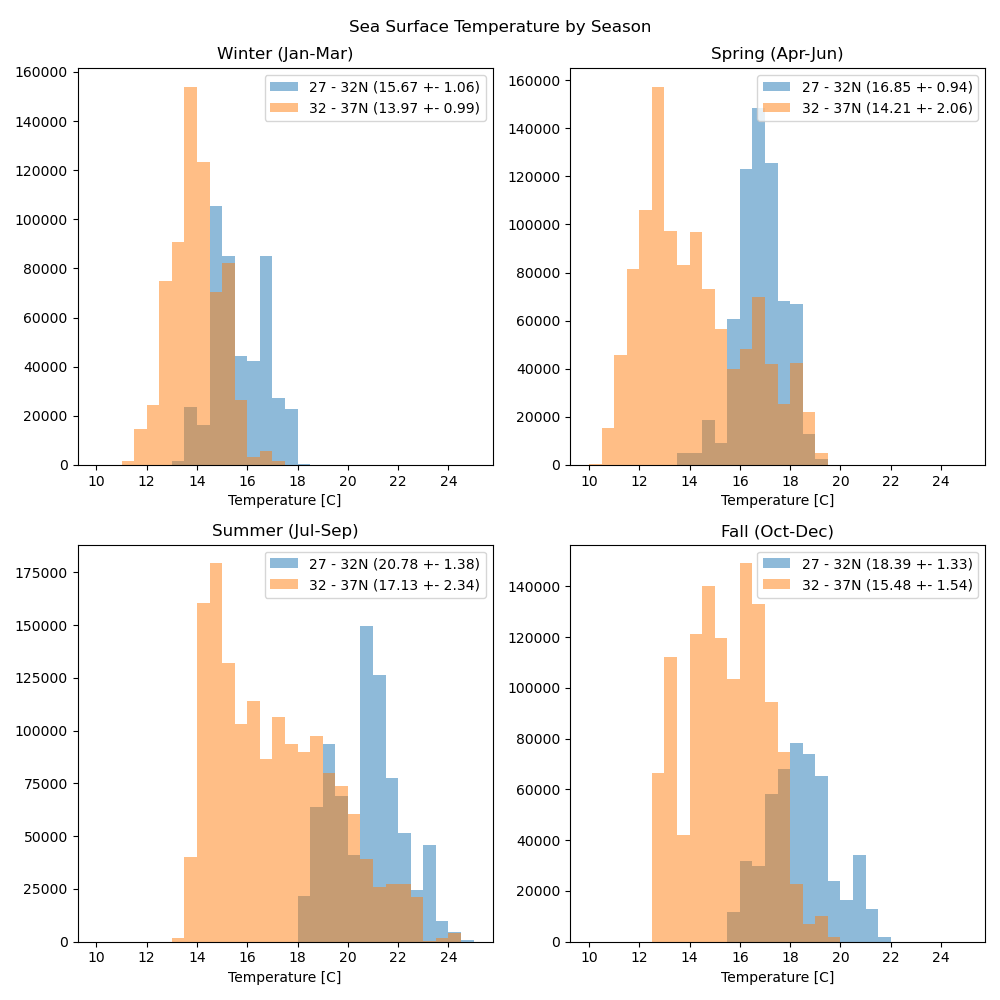 Sea Surface Temperature by Season
Winter (Jan-Mar)
27 - 32N (15.67 +- 1.06)
32 - 37N (13.97 +- 0.99)
160000
140000
120000
100000
80000
60000
40000
20000
0
10 12 14 16 18 20 22 24
Temperature [C]
Spring (Apr-Jun)
27 - 32N (16.85 +- 0.94)
32 - 37N (14.21 +- 2.06)
160000
140000
120000
100000
80000
60000
40000
20000
0
10 12 14 16 18 20 22 24
Temperature [C]
Summer (Jul-Sep)
27 - 32N (20.78 +- 1.38)
32 - 37N (17.13 +- 2.34)
175000
150000
125000
100000
75000
50000
25000
0
10 12 14 16 18 20 22 24
Temperature [C]
Fall (Oct-Dec)
27 - 32N (18.39 +- 1.33)
32 - 37N (15.48 +- 1.54)
140000
120000
100000
80000
60000
40000
20000
0
10 12 14 16 18 20 22 24
Temperature [C]